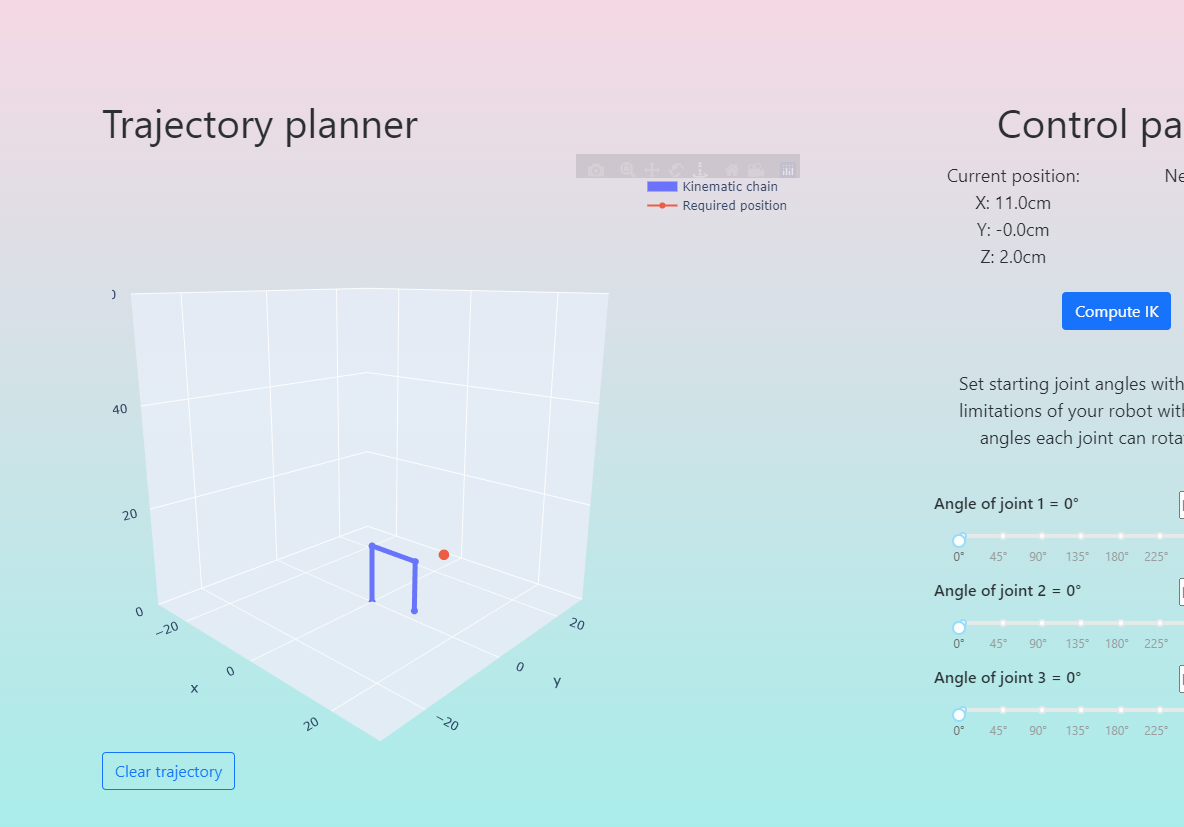 Trajectory planner
Kinematic chain
Required position
0
40
20
0
−20
0
20
x
20
0
−20
y
Clear trajectory
Control pa
Current position: Ne
X: 11.0cm
Y: -0.0cm
Z: 2.0cm
Compute IK
Set starting joint angles with
limitations of your robot with
angles each joint can rota
Angle of joint 1 = 0°
0° 45° 90° 135° 180° 225°
Angle of joint 2 = 0°
0° 45° 90° 135° 180° 225°
Angle of joint 3 = 0°
0° 45° 90° 135° 180° 225°